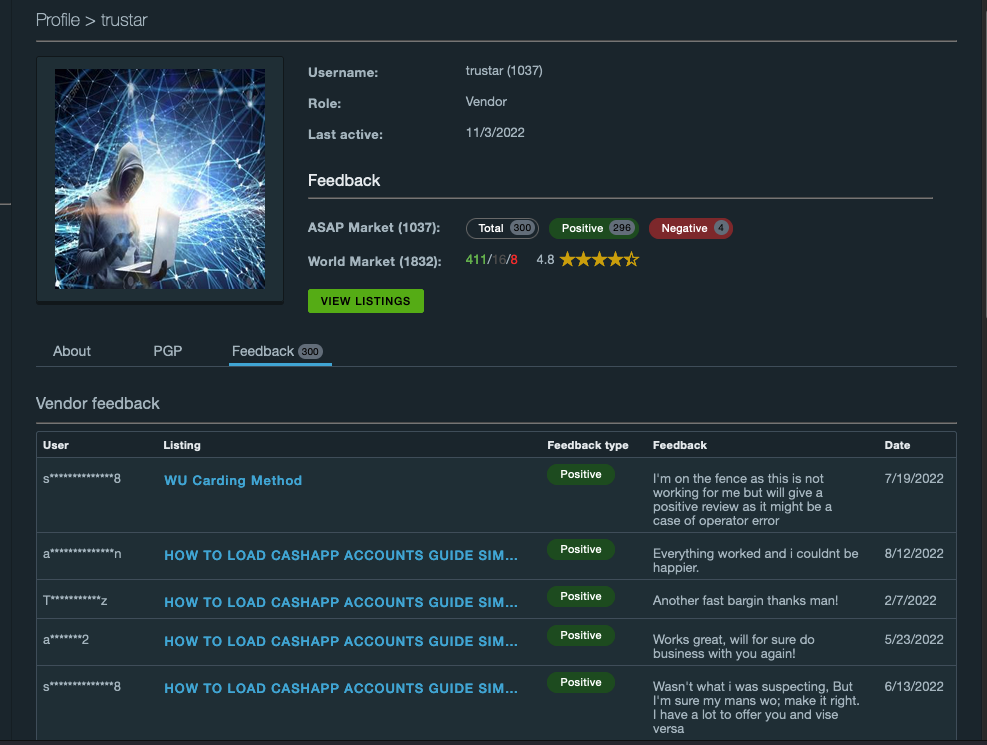 Profile > trustar
Username: trustar (1037)
Role: Vendor
Last active: 11/3/2022
Feedback
ASAP Market (1037): Total 300 Positive 296 Negative 4
World Market (1832): 411/16/8 4.8
VIEW LISTINGS
About PGP Feedback 300
Vendor feedback
User Listing Feedback type Feedback Date
s**************8 WU Carding Method Positive I'm on the fence as this is not 7/19/2022
working for me but will give a
positive review as it might be a
case of operator error
a**************n HOW TO LOAD CASHAPP ACCOUNTS GUIDE SIM... Positive Everything worked and i couldnt be 8/12/2022
happier.
T***********z HOW TO LOAD CASHAPP ACCOUNTS GUIDE SIM... Positive Another fast bargin thanks man! 2/7/2022
a*******2 HOW TO LOAD CASHAPP ACCOUNTS GUIDE SIM... Positive Works great, will for sure do 5/23/2022
business with you again!
s**************8 HOW TO LOAD CASHAPP ACCOUNTS GUIDE SIM... Positive Wasn't what i was suspecting, But 6/13/2022
I'm sure my mans wo; make it right.
I have a lot to offer you and vise
versa